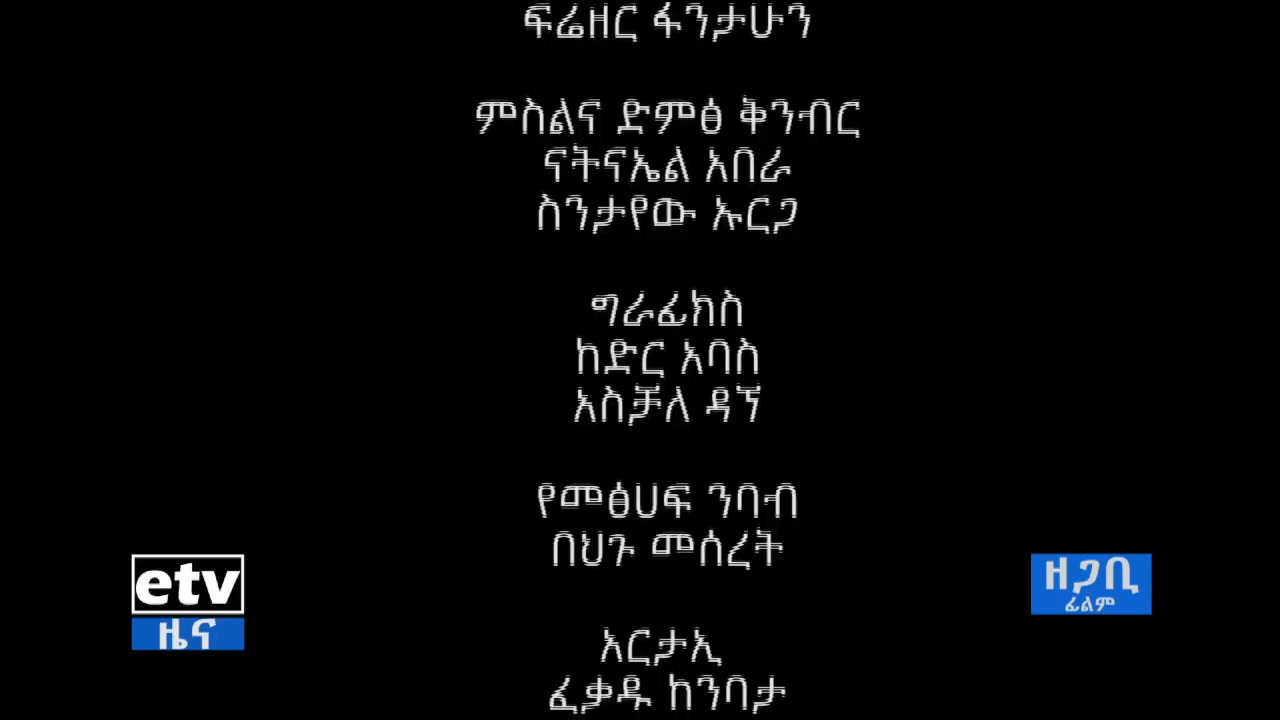 ፍሬዘር ፋንታሁን
ምስልና ድምፅ ቅንብር
ናትናኤል አበራ
ስንታየው ኡርጋ
ግራፊክስ
ከድር አባስ
አስቻለ ዳኘ
የመፅሀፍ ንባብ
በህጉ መሰረት
አርታኢ
ፈቃዱ ከንባታ
etv
ዜና
ዘጋቢ
ፊልም